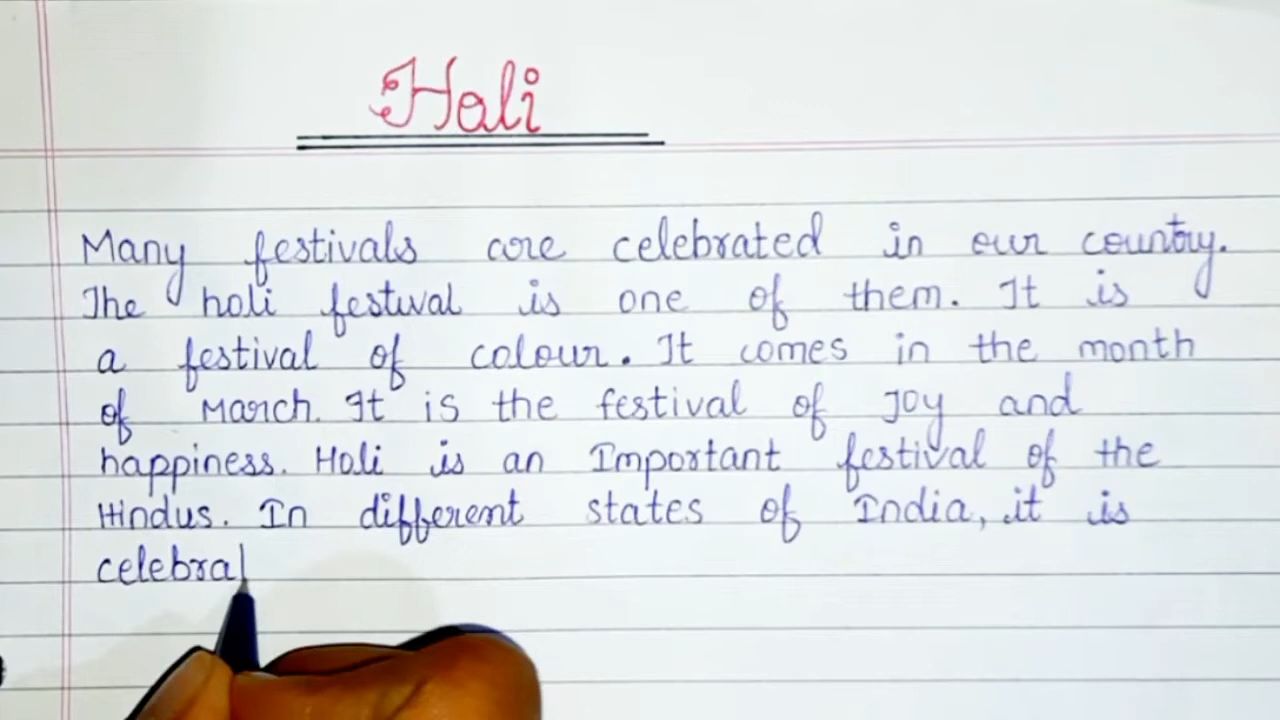 Holi
Many festivals are celebrated in our country.
The holi festival is one of them. It is
a festival of colour. It comes in the month
of March. It is the festival of Joy and
happiness. Holi is an Important festival of the
Hindus. In different states of India, it is
celebrat